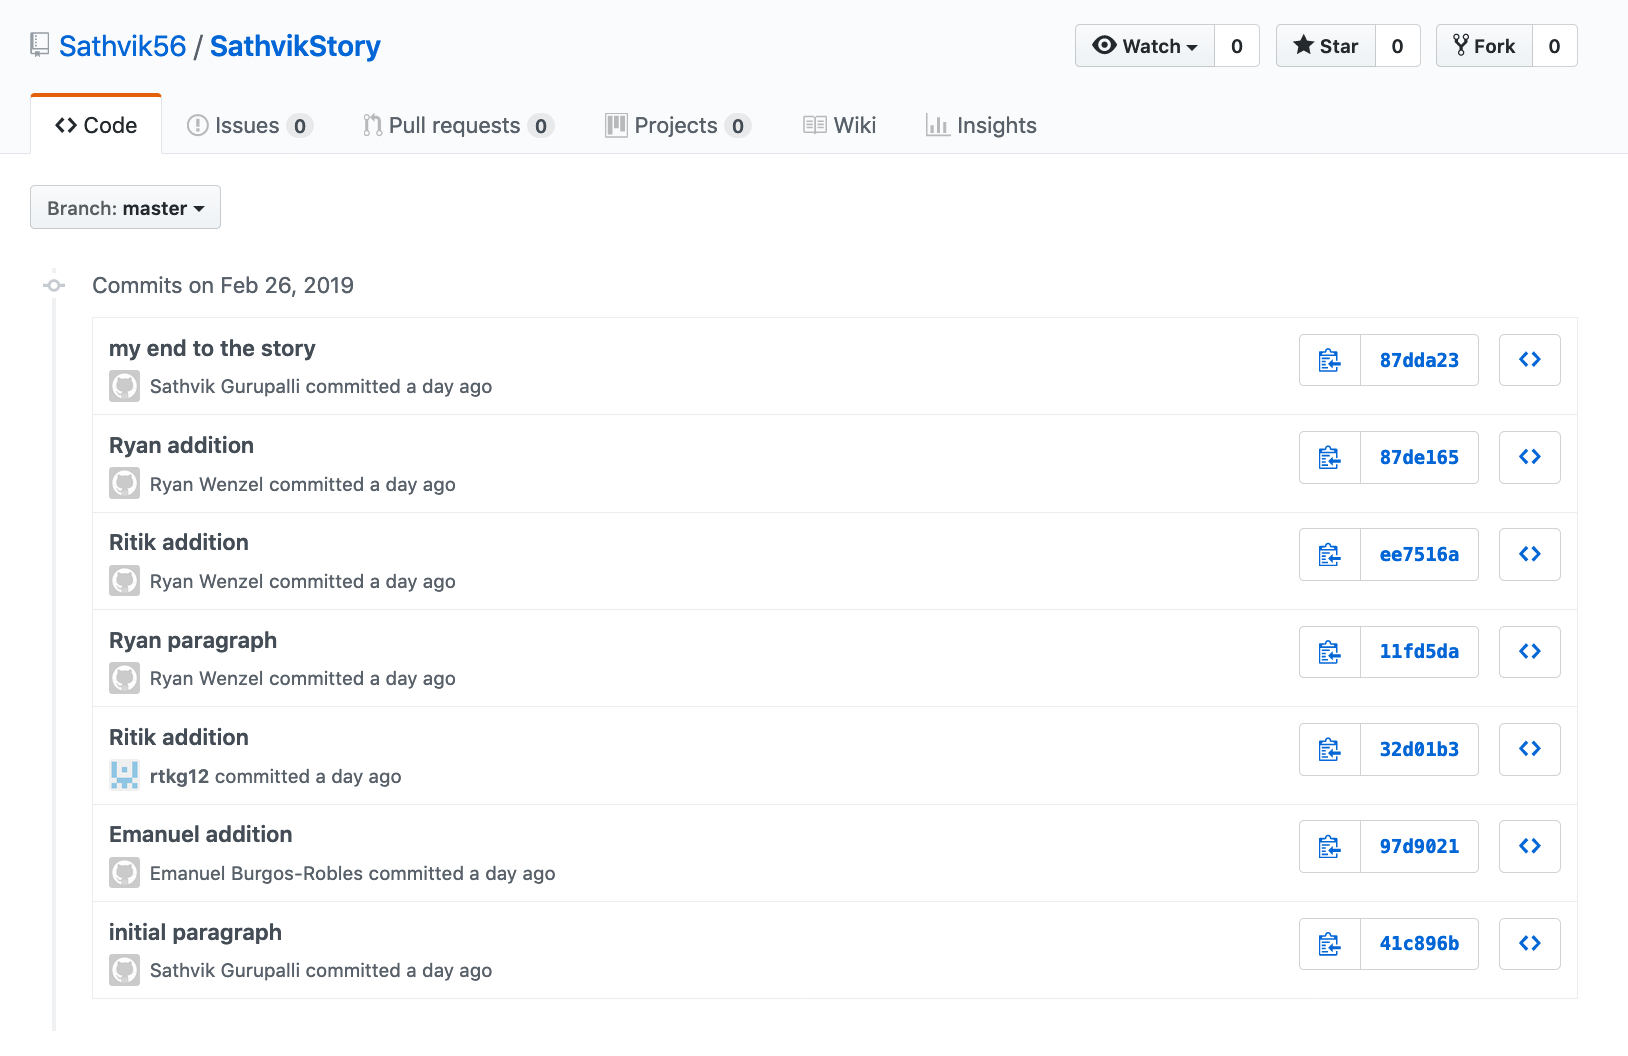 Sathvik56 / SathvikStory
Watch 0 Star 0 Fork 0
Code Issues 0 Pull requests 0 Projects 0 Wiki Insights
Branch: master
Commits on Feb 26, 2019
my end to the story
Sathvik Gurupalli committed a day ago
87dda23
Ryan addition
Ryan Wenzel committed a day ago
87de165
Ritik addition
Ryan Wenzel committed a day ago
ee7516a
Ryan paragraph
Ryan Wenzel committed a day ago
11fd5da
Ritik addition
rtkg12 committed a day ago
32d01b3
Emanuel addition
Emanuel Burgos-Robles committed a day ago
97d9021
initial paragraph
Sathvik Gurupalli committed a day ago
41c896b